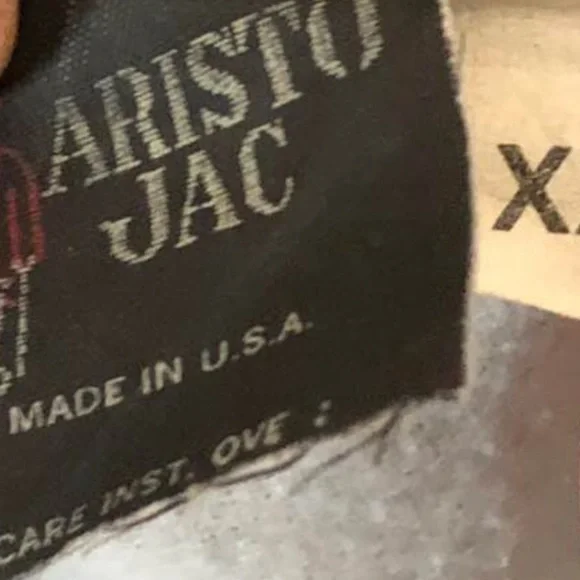 ARISTO
JAC
MADE IN U.S.A.
CARE INST. OVE :
X